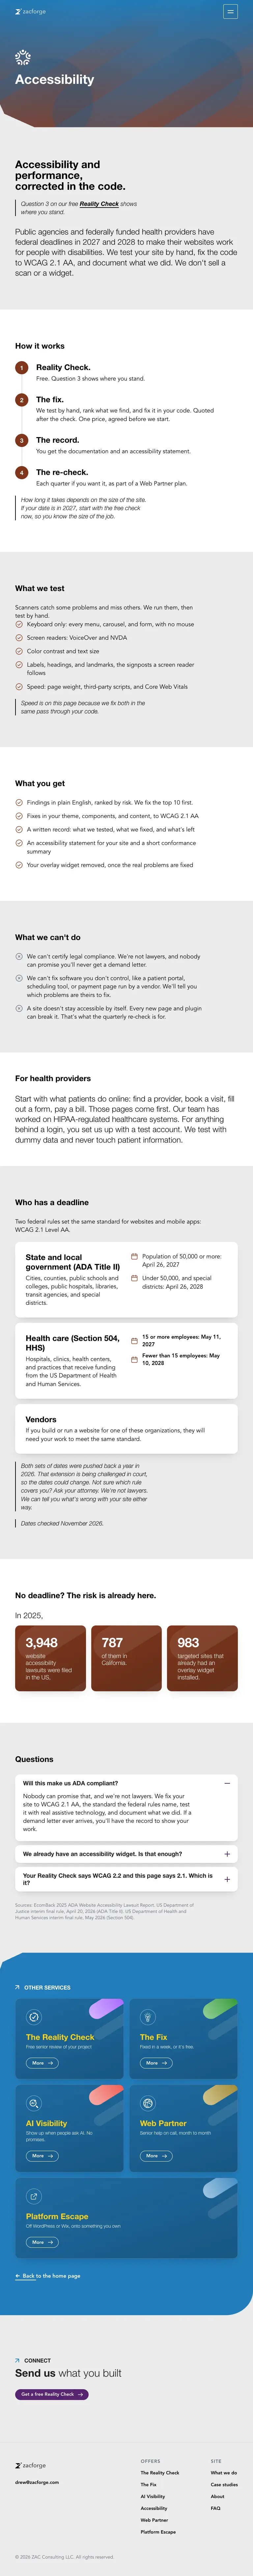 zacforge
Accessibility
Accessibility and
performance,
corrected in the code.
Question 3 on our free Reality Check shows
where you stand.
Public agencies and federally funded health providers have
federal deadlines in 2027 and 2028 to make their websites work
for people with disabilities. We test your site by hand, fix the code
to WCAG 2.1 AA, and document what we did. We don't sell a
scan or a widget.
How it works
1
Reality Check.
Free. Question 3 shows where you stand.
2
The fix.
We test by hand, rank what we find, and fix it in your code. Quoted
after the check. One price, agreed before we start.
3
The record.
You get the documentation and an accessibility statement.
4
The re-check.
Each quarter if you want it, as part of a Web Partner plan.
How long it takes depends on the size of the site.
If your date is in 2027, start with the free check
now, so you know the size of the job.
What we test
Scanners catch some problems and miss others. We run them, then
test by hand.
Keyboard only: every menu, carousel, and form, with no mouse
Screen readers: VoiceOver and NVDA
Color contrast and text size
Labels, headings, and landmarks, the signposts a screen reader
follows
Speed: page weight, third-party scripts, and Core Web Vitals
Speed is on this page because we fix both in the
same pass through your code.
What you get
Findings in plain English, ranked by risk. We fix the top 10 first.
Fixes in your theme, components, and content, to WCAG 2.1 AA
A written record: what we tested, what we fixed, and what's left
An accessibility statement for your site and a short conformance
summary
Your overlay widget removed, once the real problems are fixed
What we can't do
We can't certify legal compliance. We're not lawyers, and nobody
can promise you'll never get a demand letter.
We can't fix software you don't control, like a patient portal,
scheduling tool, or payment page run by a vendor. We'll tell you
which problems are theirs to fix.
A site doesn't stay accessible by itself. Every new page and plugin
can break it. That's what the quarterly re-check is for.
For health providers
Start with what patients do online: find a provider, book a visit, fill
out a form, pay a bill. Those pages come first. Our team has
worked on HIPAA-regulated healthcare systems. For anything
behind a login, you set us up with a test account. We test with
dummy data and never touch patient information.
Who has a deadline
Two federal rules set the same standard for websites and mobile apps:
WCAG 2.1 Level AA.
State and local
government (ADA Title II)
Cities, counties, public schools and
colleges, public hospitals, libraries,
transit agencies, and special
districts.
Population of 50,000 or more:
April 26, 2027
Under 50,000, and special
districts: April 26, 2028
Health care (Section 504,
HHS)
Hospitals, clinics, health centers,
and practices that receive funding
from the US Department of Health
and Human Services.
15 or more employees: May 11,
2027
Fewer than 15 employees: May
10, 2028
Vendors
If you build or run a website for one of these organizations, they will
need your work to meet the same standard.
Both sets of dates were pushed back a year in
2026. That extension is being challenged in court,
so the dates could change. Not sure which rule
covers you? Ask your attorney. We're not lawyers.
We can tell you what's wrong with your site either
way.
Dates checked November 2026.
No deadline? The risk is already here.
In 2025,
3,948
website
accessibility
lawsuits were filed
in the US.
787
of them in
California.
983
targeted sites that
already had an
overlay widget
installed.
Questions
Will this make us ADA compliant?
Nobody can promise that, and we're not lawyers. We fix your
site to WCAG 2.1 AA, the standard the federal rules name, test
it with real assistive technology, and document what we did. If a
demand letter ever arrives, you'll have the record to show your
work.
We already have an accessibility widget. Is that enough?
Your Reality Check says WCAG 2.2 and this page says 2.1. Which is
it?
Sources: EcomBack 2025 ADA Website Accessibility Lawsuit Report; US Department of
Justice interim final rule, April 20, 2026 (ADA Title II); US Department of Health and
Human Services interim final rule, May 2026 (Section 504).
OTHER SERVICES
The Reality Check
Free senior review of your project
More
The Fix
Fixed in a week, or it's free.
More
AI Visibility
Show up when people ask AI. No
promises.
More
Web Partner
Senior help on call, month to month
More
Platform Escape
Off WordPress or Wix, onto something you own
More
Back to the home page
CONNECT
Send us what you built
Get a free Reality Check
zacforge
drew@zacforge.com
OFFERS
The Reality Check
The Fix
AI Visibility
Accessibility
Web Partner
Platform Escape
SITE
What we do
Case studies
About
FAQ
© 2026 ZAC Consulting LLC. All rights reserved.